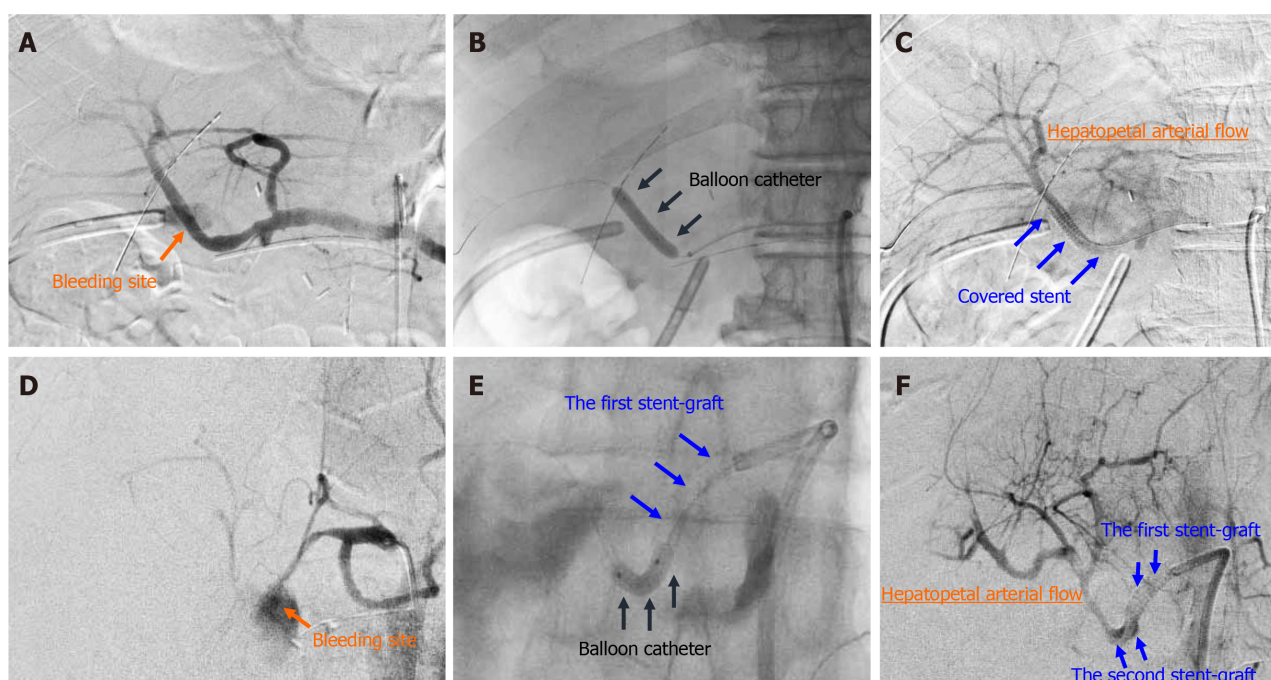 A
Bleeding site
B
Balloon catheter
C
Hepatopetal arterial flow
Covered stent
D
Bleeding site
E
The first stent-graft
Balloon catheter
F
The first stent-graft
Hepatopetal arterial flow
The second stent-graft